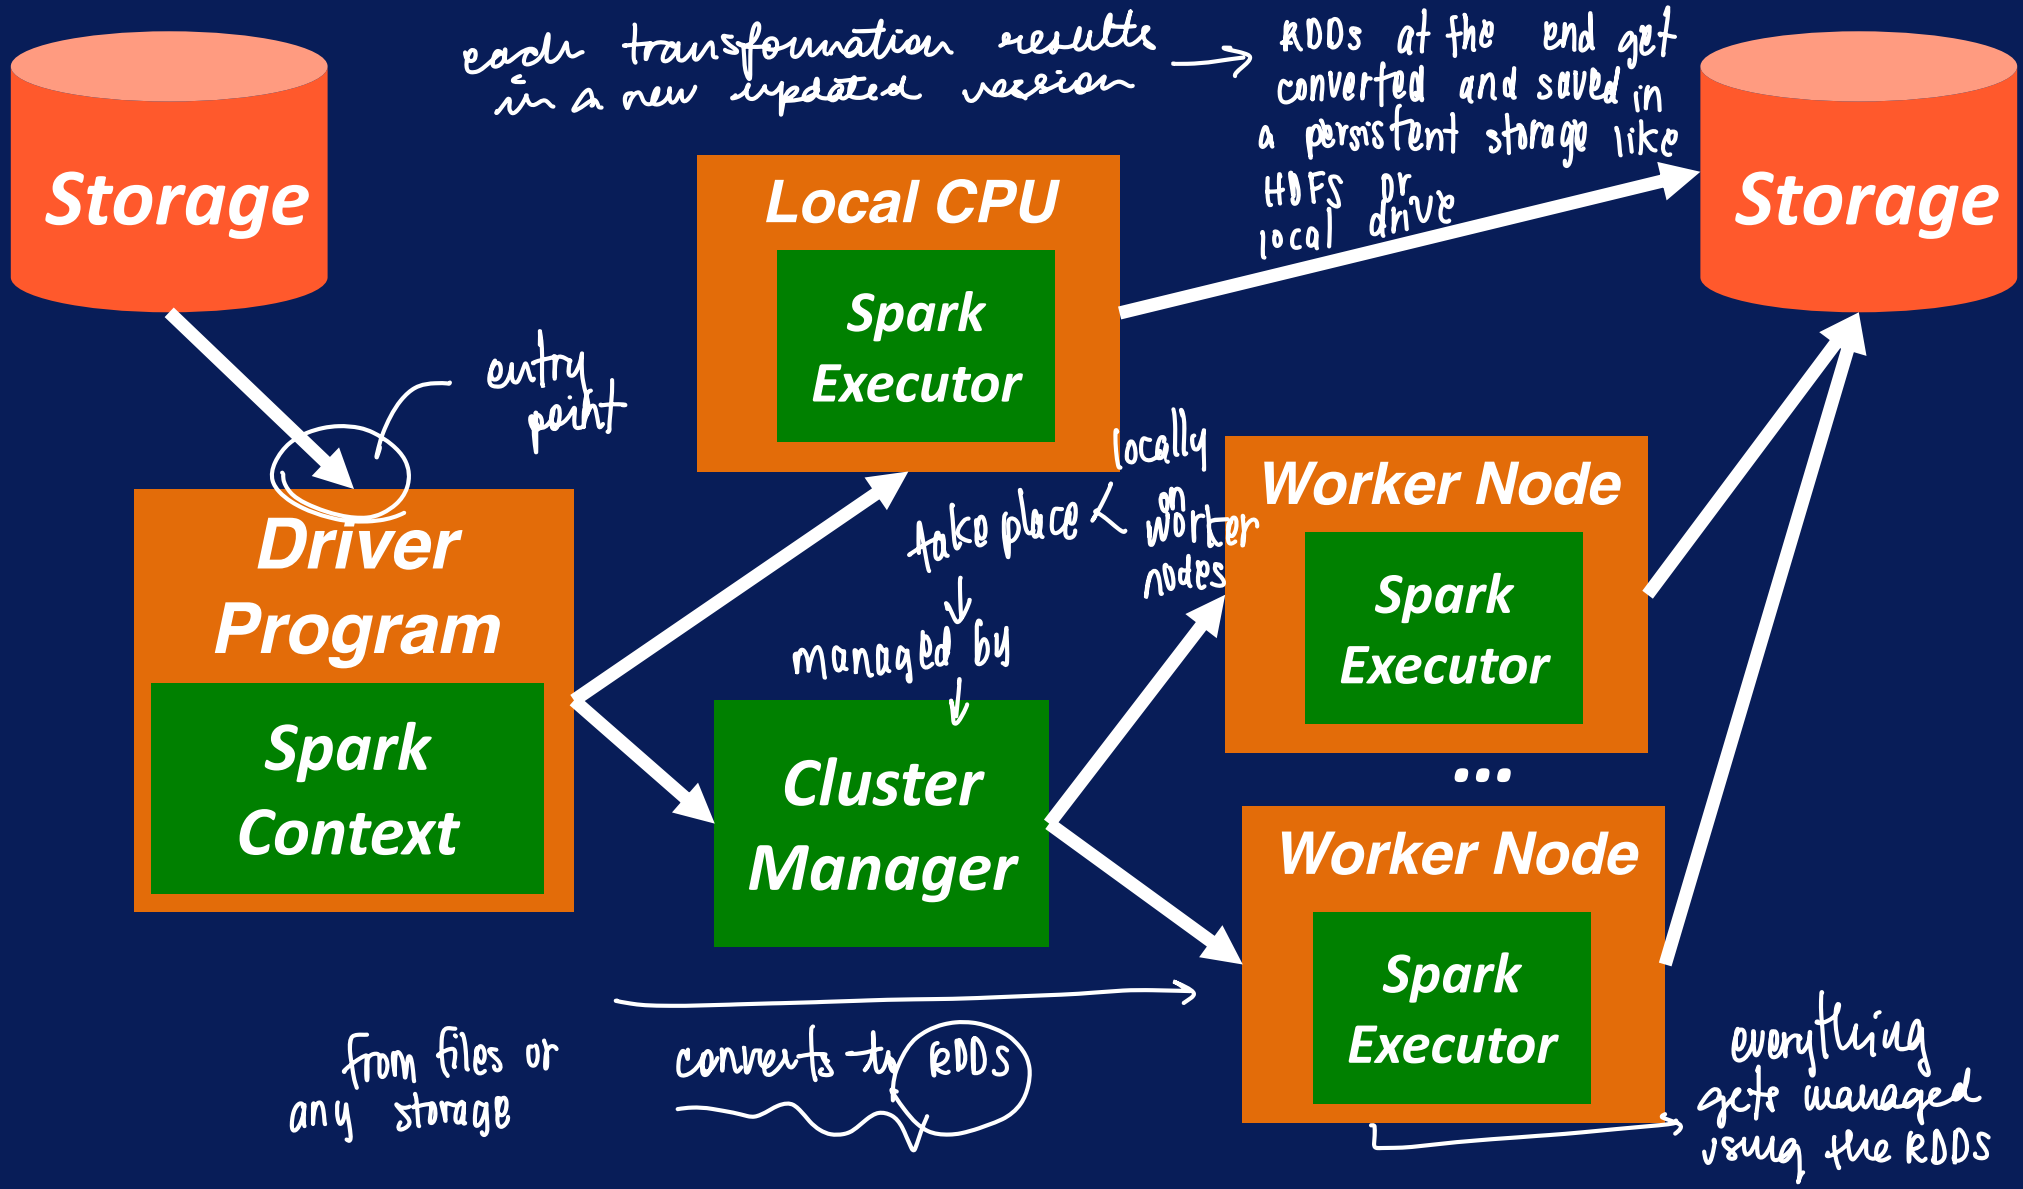 each transformation results
in a new updated version
RDDs at the end get
converted and saved in
a persistent storage like
HDFS or
local drive
Storage
Local CPU
Spark
Executor
Storage
entry
point
Driver
Program
Spark
Context
take place
locally
on
worker
nodes
managed by
Cluster
Manager
Worker Node
Spark
Executor
...
Worker Node
Spark
Executor
from files or
any storage
converts to RDDs
everything
gets managed
using the RDDs